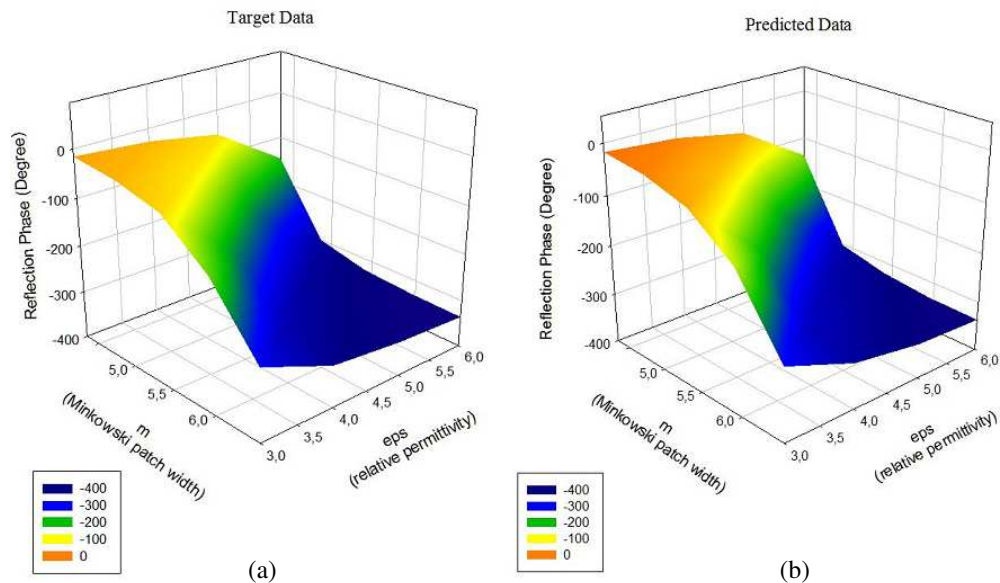 Target Data
Reflection Phase (Degree)
0
-100
-200
-300
-400
5,0
5,5
6,0
m
(Minkowski patch width)
3,0
3,5
4,0
4,5
5,0
5,5
6,0
eps
(relative permittivity)
-400
-300
-200
-100
0
(a)
Predicted Data
Reflection Phase (Degree)
0
-100
-200
-300
-400
5,0
5,5
6,0
m
(Minkowski patch width)
3,0
3,5
4,0
4,5
5,0
5,5
6,0
eps
(relative permittivity)
-400
-300
-200
-100
0
(b)